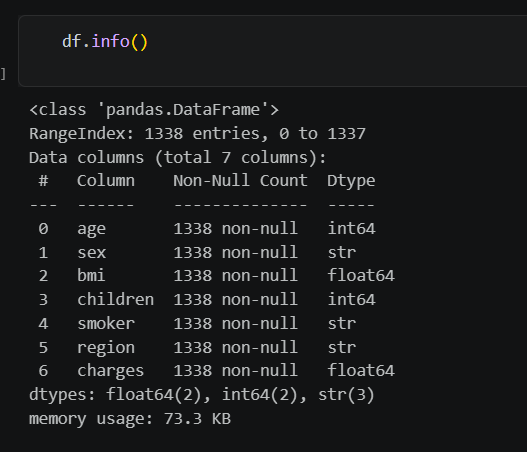 df.info()
]
<class 'pandas.DataFrame'>
RangeIndex: 1338 entries, 0 to 1337
Data columns (total 7 columns):
 #   Column    Non-Null Count  Dtype
---  ------    --------------  -----
 0   age       1338 non-null   int64
 1   sex       1338 non-null   str
 2   bmi       1338 non-null   float64
 3   children  1338 non-null   int64
 4   smoker    1338 non-null   str
 5   region    1338 non-null   str
 6   charges   1338 non-null   float64
dtypes: float64(2), int64(2), str(3)
memory usage: 73.3 KB